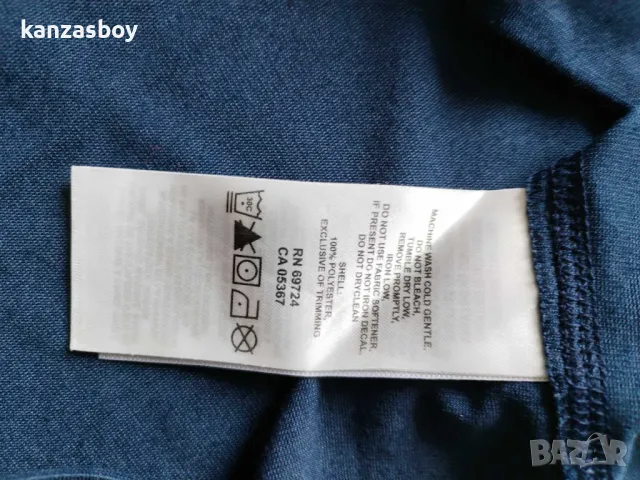 kanzasboy
MACHINE WASH COLD GENTLE.
DO NOT BLEACH.
TUMBLE DRY LOW.
REMOVE PROMPTLY.
IRON LOW.
DO NOT USE FABRIC SOFTENER.
IF PRESENT DO NOT IRON DECAL.
DO NOT DRYCLEAN
SHELL:
100% POLYESTER
EXCLUSIVE OF TRIMMING
RN 69724
CA 05367
30C
BAZAR